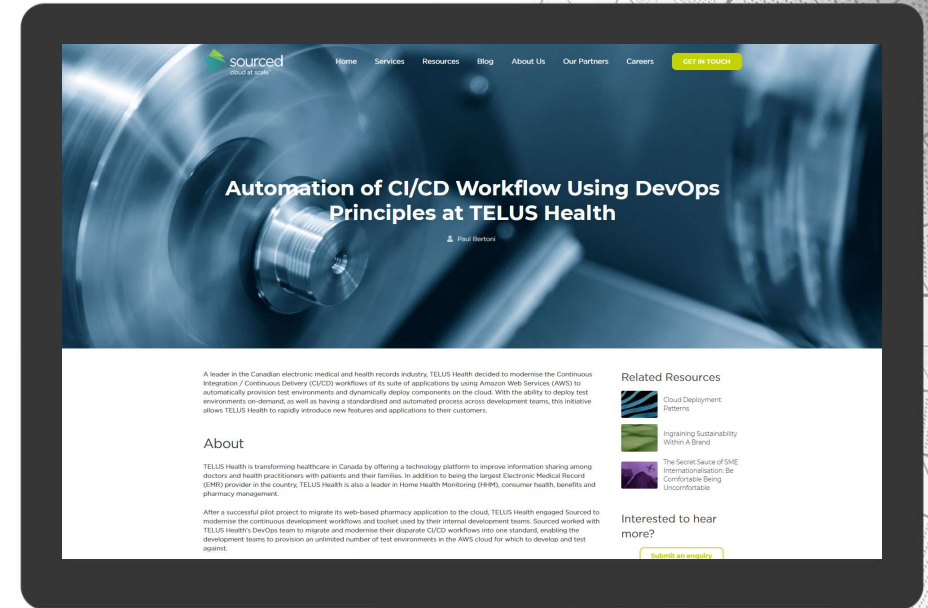 sourced
cloud at scale™
Home Services Resources Blog About Us Our Partners Careers GET IN TOUCH
Automation of CI/CD Workflow Using DevOps
Principles at TELUS Health
Paul Bertoni
A leader in the Canadian electronic medical and health records industry, TELUS Health decided to modernise the Continuous
Integration / Continuous Delivery (CI/CD) workflows of its suite of applications by using Amazon Web Services (AWS) to
automatically provision test environments and dynamically deploy components on the cloud. With the ability to deploy test
environments on-demand, as well as having a standardised and automated process across development teams, this initiative
allows TELUS Health to rapidly introduce new features and applications to their customers.
About
TELUS Health is transforming healthcare in Canada by offering a technology platform to improve information sharing among
doctors and health practitioners with patients and their families. In addition to being the largest Electronic Medical Record
(EMR) provider in the country, TELUS Health is also a leader in Home Health Monitoring (HHM), consumer health, benefits and
pharmacy management.
After a successful pilot project to migrate its web-based pharmacy application to the cloud, TELUS Health engaged Sourced to
modernise the continuous development workflows and toolset used by their internal development teams. Sourced worked with
TELUS Health's DevOps team to migrate and modernise their disparate CI/CD workflows into one standard, enabling the
development teams to provision an unlimited number of test environments in the AWS cloud for which to develop and test
against.
Related Resources
Cloud Deployment
Patterns
Ingraining Sustainability
Within A Brand
The Secret Sauce of SME
Internationalisation: Be
Comfortable Being
Uncomfortable
Interested to hear
more?
Submit an enquiry